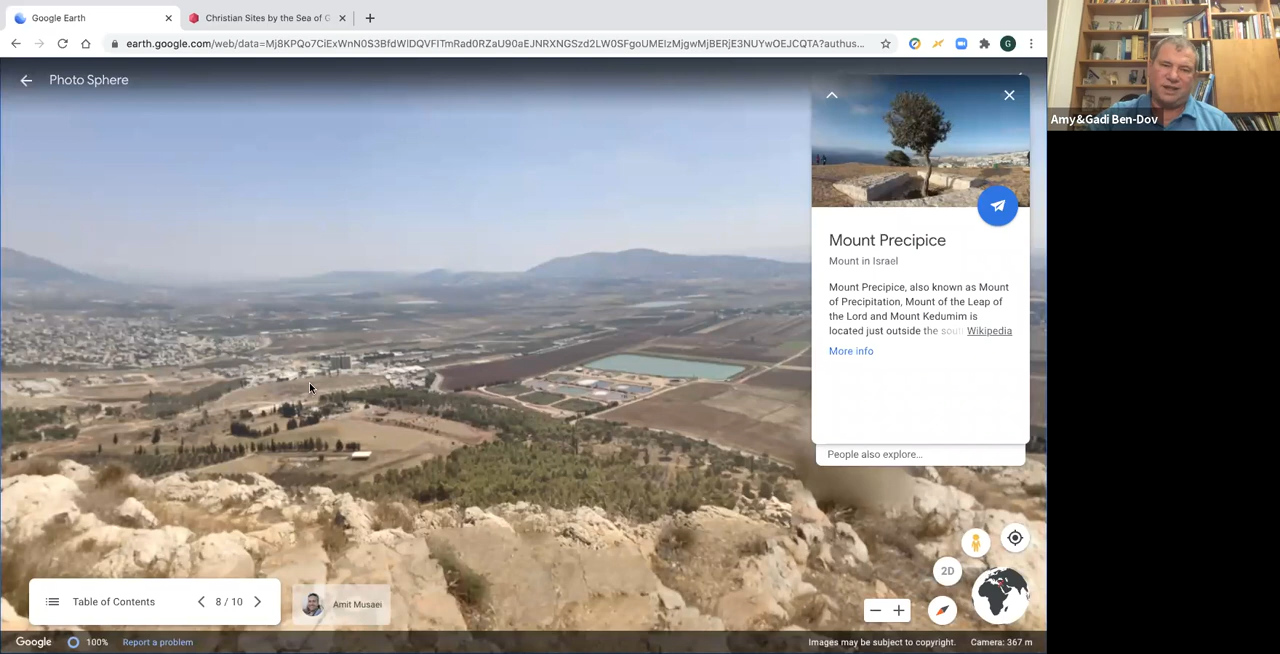 Google Earth
Christian Sites by the Sea of G
earth.google.com/web/data=Mj8KPQo7CiExWnN0S3BfdWlDQVFITmRad0RZaU90aEJNRXNGSzd2LW0SFgoUMEIzMjgwMjBERjE3NUYwOEJCQTA?authus...
G
Photo Sphere
Amy&Gadi Ben-Dov
Mount Precipice
Mount in Israel
Mount Precipice, also known as Mount
of Precipitation, Mount of the Leap of
the Lord and Mount Kedumim is
located just outside the sout Wikipedia
More info
People also explore...
2D
Table of Contents
8 / 10
Amit Musaei
Google
100%
Report a problem
Images may be subject to copyright.
Camera: 367 m